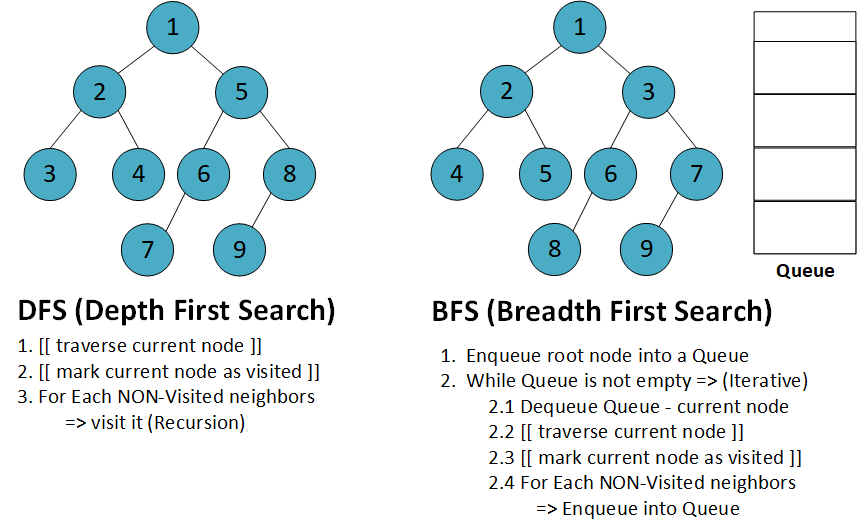 1
2 5
3 4 6 8
7 9
DFS (Depth First Search)
1. [[ traverse current node ]]
2. [[ mark current node as visited ]]
3. For Each NON-Visited neighbors
=> visit it (Recursion)
1
2 3
4 5 6 7
8 9
Queue
BFS (Breadth First Search)
1. Enqueue root node into a Queue
2. While Queue is not empty => (Iterative)
2.1 Dequeue Queue - current node
2.2 [[ traverse current node ]]
2.3 [[ mark current node as visited ]]
2.4 For Each NON-Visited neighbors
=> Enqueue into Queue